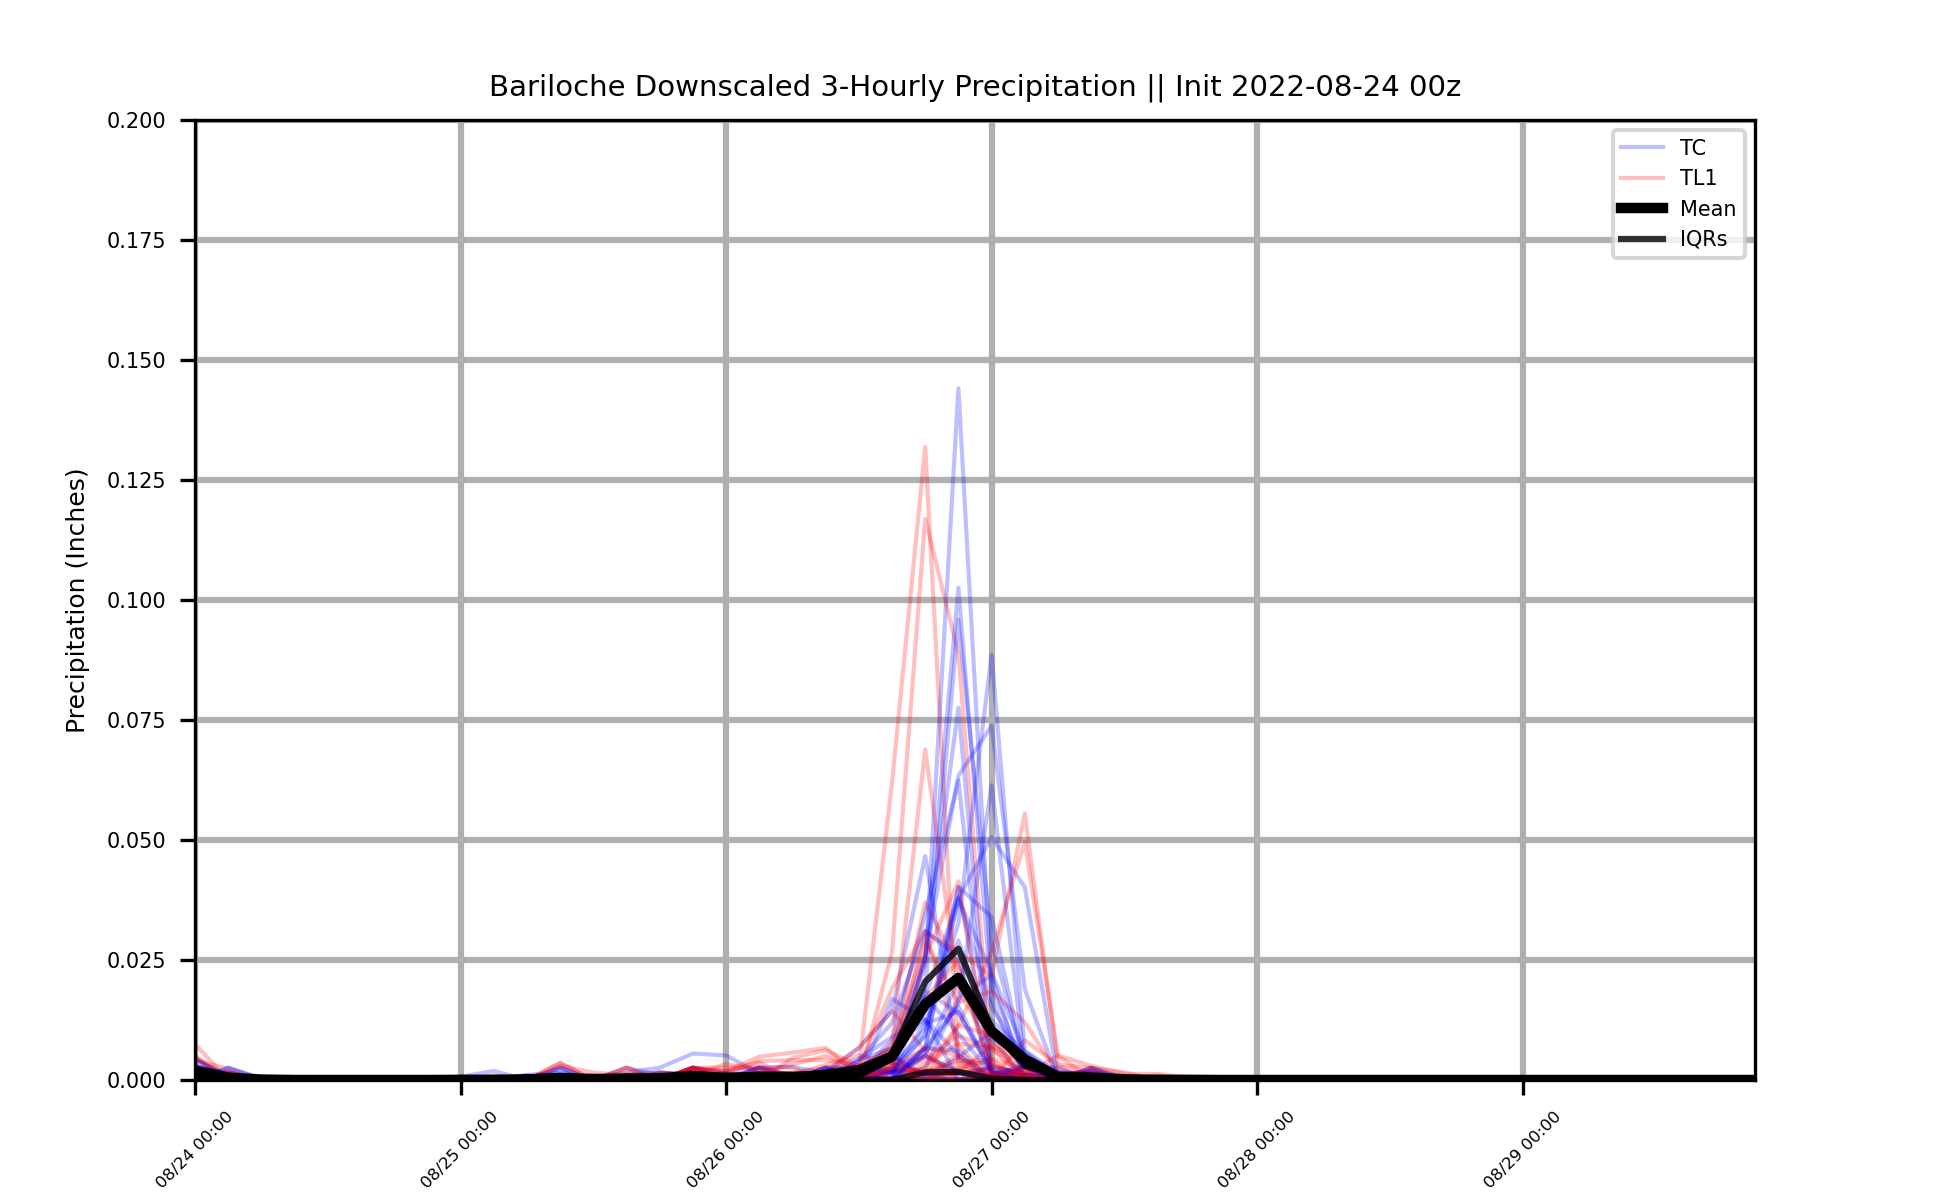 Bariloche Downscaled 3-Hourly Precipitation || Init 2022-08-24 00z
0.200
0.175
0.150
0.125
0.100
0.075
0.050
0.025
0.000
Precipitation (Inches)
TC
TL1
Mean
IQRs
08/24 00:00
08/25 00:00
08/26 00:00
08/27 00:00
08/28 00:00
08/29 00:00